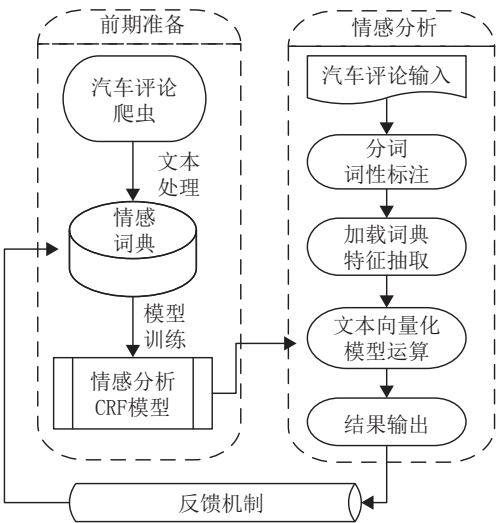 前期准备
汽车评论
爬虫
文本
处理
情感
词典
模型
训练
情感分析
CRF模型
情感分析
汽车评论输入
分词
词性标注
加载词典
特征抽取
文本向量化
模型运算
结果输出
反馈机制